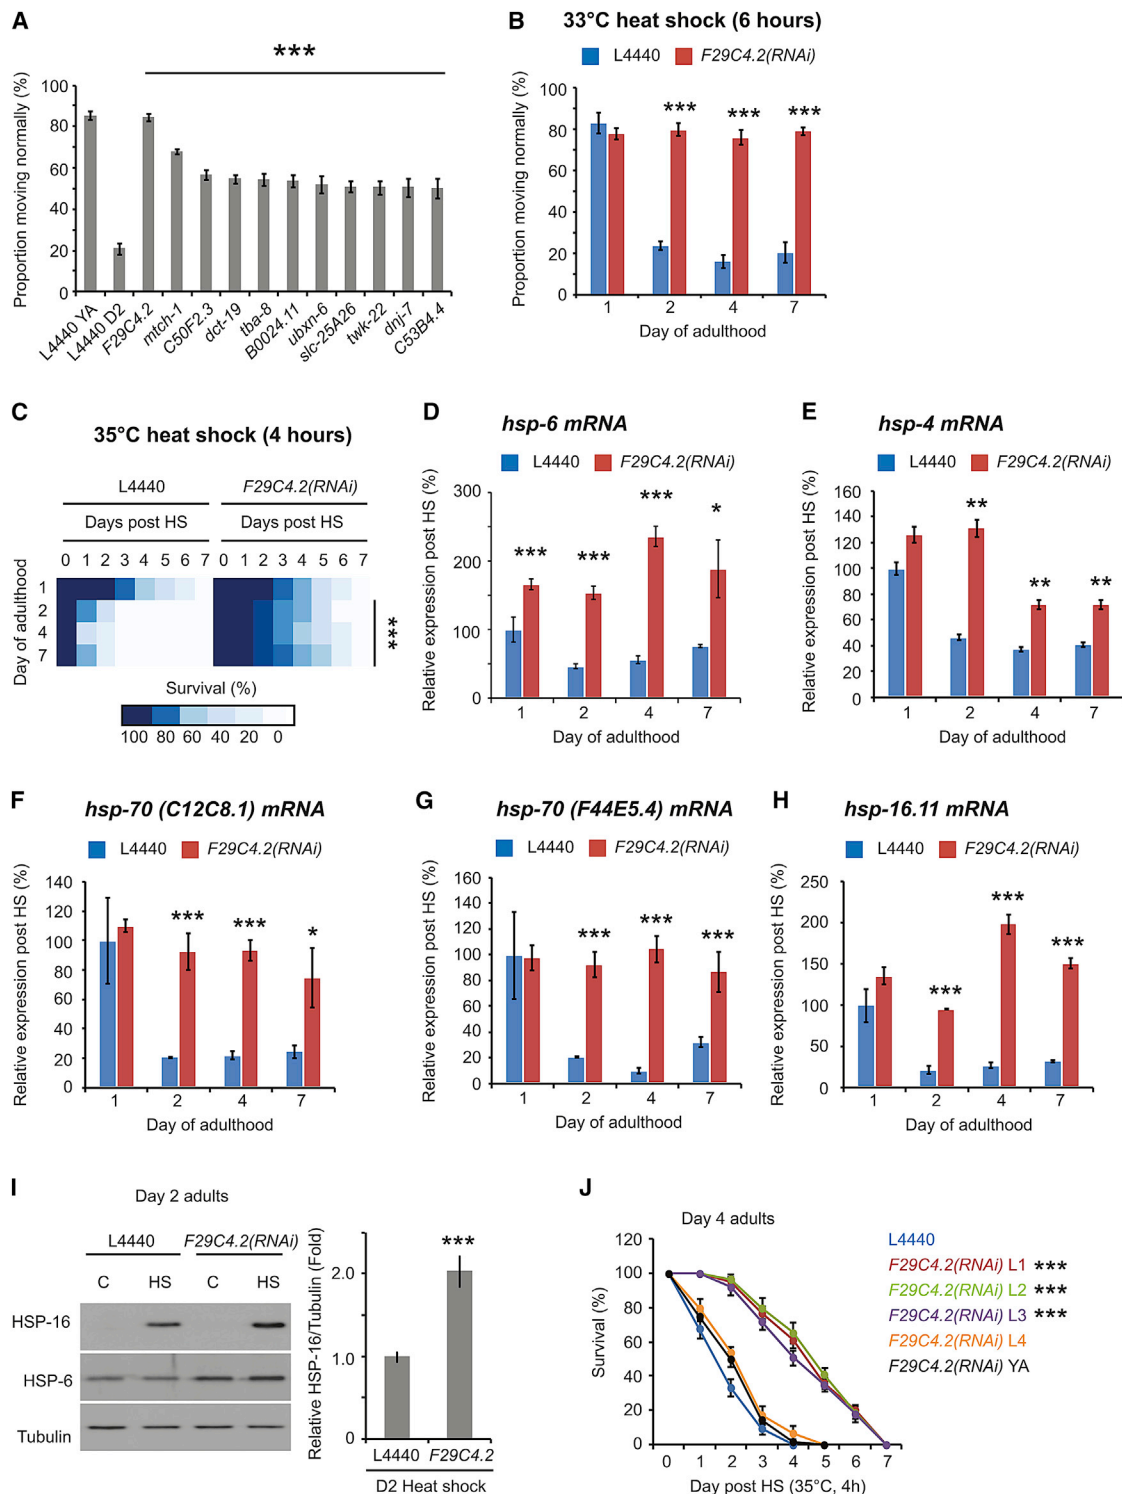 A
***
Proportion moving normally (%)
100
80
60
40
20
0
L4440 YA
L4440 D2
F29C4.2
mtch-1
C50F2.3
dct-19
tba-8
B0024.11
ubxn-6
slc-25A26
twk-22
dnj-7
C53B4.4
B
33°C heat shock (6 hours)
L4440 F29C4.2(RNAi)
Proportion moving normally (%)
100
80
60
40
20
0
*** *** ***
1 2 4 7
Day of adulthood
C
35°C heat shock (4 hours)
L4440 F29C4.2(RNAi)
Days post HS Days post HS
0 1 2 3 4 5 6 7 0 1 2 3 4 5 6 7
Day of adulthood
1
2
4
7
***
Survival (%)
100 80 60 40 20 0
D
hsp-6 mRNA
L4440 F29C4.2(RNAi)
Relative expression post HS (%)
300
200
100
0
*** *** *** *
1 2 4 7
Day of adulthood
E
hsp-4 mRNA
L4440 F29C4.2(RNAi)
Relative expression post HS (%)
160
140
120
100
80
60
40
20
0
** ** **
1 2 4 7
Day of adulthood
F
hsp-70 (C12C8.1) mRNA
L4440 F29C4.2(RNAi)
Relative expression post HS (%)
140
120
100
80
60
40
20
0
*** *** *
1 2 4 7
Day of adulthood
G
hsp-70 (F44E5.4) mRNA
L4440 F29C4.2(RNAi)
Relative expression post HS (%)
160
140
120
100
80
60
40
20
0
*** *** ***
1 2 4 7
Day of adulthood
H
hsp-16.11 mRNA
L4440 F29C4.2(RNAi)
Relative expression post HS (%)
250
200
150
100
50
0
*** *** ***
1 2 4 7
Day of adulthood
I
Day 2 adults
L4440 F29C4.2(RNAi)
C HS C HS
HSP-16
HSP-6
Tubulin
Relative HSP-16/Tubulin (Fold)
2.0
1.0
0
***
L4440 F29C4.2
D2 Heat shock
J
Day 4 adults
Survival (%)
120
100
80
60
40
20
0
0 1 2 3 4 5 6 7
Day post HS (35°C, 4h)
L4440
F29C4.2(RNAi) L1 ***
F29C4.2(RNAi) L2 ***
F29C4.2(RNAi) L3 ***
F29C4.2(RNAi) L4
F29C4.2(RNAi) YA